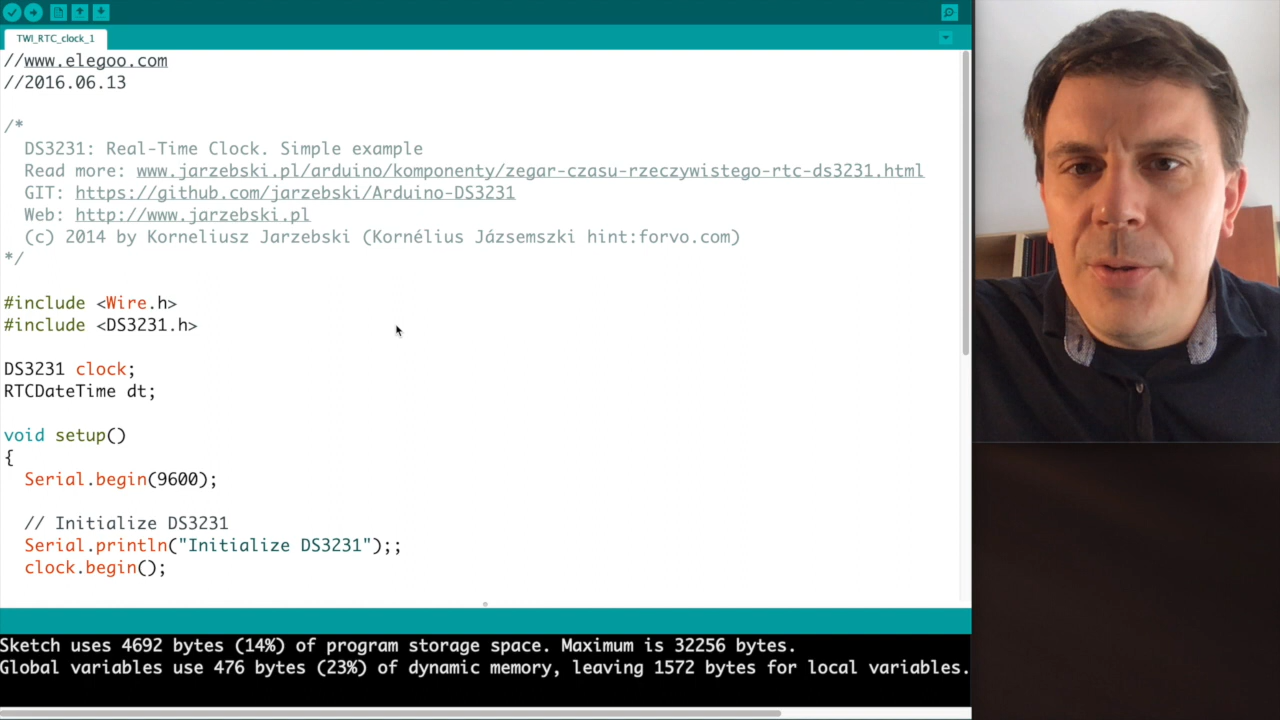 TWI_RTC_clock_1
//www.elegoo.com
//2016.06.13
/*
DS3231: Real-Time Clock. Simple example
Read more: www.jarzebski.pl/arduino/komponenty/zegar-czasu-rzeczywistego-rtc-ds3231.html
GIT: https://github.com/jarzebski/Arduino-DS3231
Web: http://www.jarzebski.pl
(c) 2014 by Korneliusz Jarzebski (Kornélius Jázsemszki hint:forvo.com)
*/
#include <Wire.h>
#include <DS3231.h>
DS3231 clock;
RTCDateTime dt;
void setup()
{
Serial.begin(9600);
// Initialize DS3231
Serial.println("Initialize DS3231");;
clock.begin();
Sketch uses 4692 bytes (14%) of program storage space. Maximum is 32256 bytes.
Global variables use 476 bytes (23%) of dynamic memory, leaving 1572 bytes for local variables.